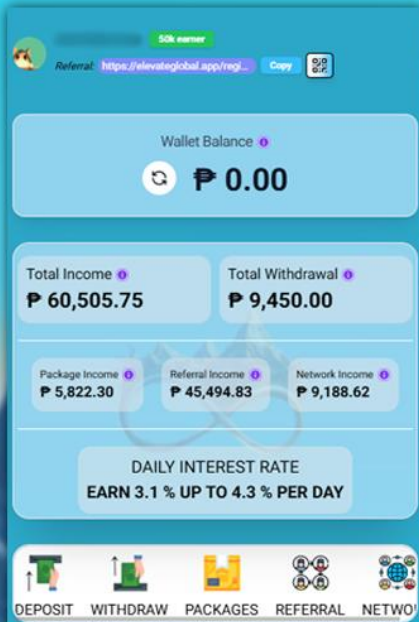 50k earner
Referral: https://elevateglobal.app/regi... Copy
Wallet Balance
₱ 0.00
Total Income Total Withdrawal
₱ 60,505.75 ₱ 9,450.00
Package Income Referral Income Network Income
₱ 5,822.30 ₱ 45,494.83 ₱ 9,188.62
DAILY INTEREST RATE
EARN 3.1 % UP TO 4.3 % PER DAY
DEPOSIT WITHDRAW PACKAGES REFERRAL NETWO